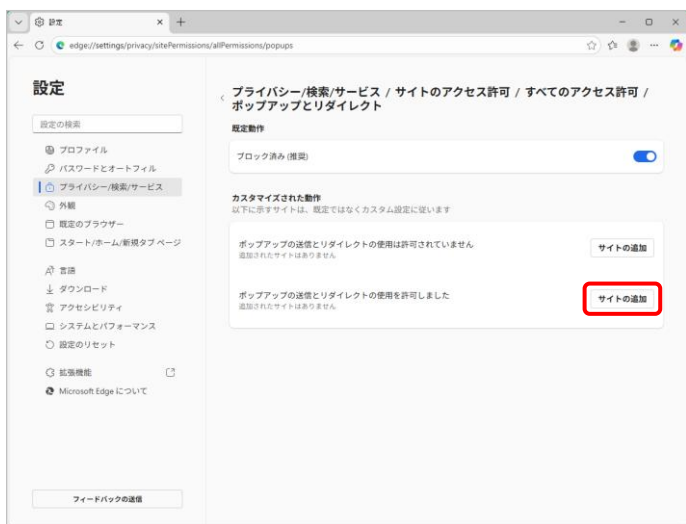 設定
edge://settings/privacy/sitePermissions/allPermissions/popups
設定
設定の検索
プロファイル
パスワードとオートフィル
プライバシー/検索/サービス
外観
既定のブラウザー
スタート/ホーム/新規タブ ページ
言語
ダウンロード
アクセシビリティ
システムとパフォーマンス
設定のリセット
拡張機能
Microsoft Edge について
フィードバックの送信
プライバシー/検索/サービス / サイトのアクセス許可 / すべてのアクセス許可 /
ポップアップとリダイレクト
既定動作
ブロック済み (推奨)
カスタマイズされた動作
以下に示すサイトは、既定ではなくカスタム設定に従います
ポップアップの送信とリダイレクトの使用は許可されていません
追加されたサイトはありません
サイトの追加
ポップアップの送信とリダイレクトの使用を許可しました
追加されたサイトはありません
サイトの追加